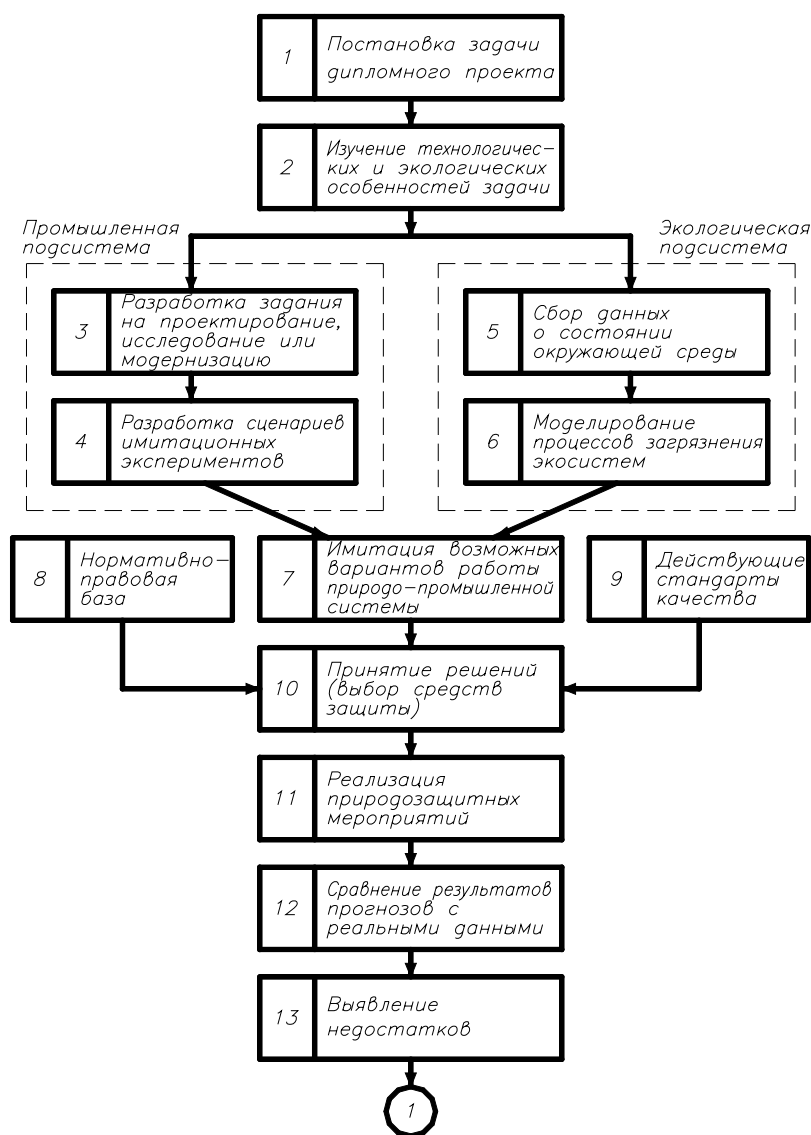 1
Постановка задачи
дипломного проекта
2
Изучение технологичес-
ких и экологических
особенностей задачи
Промышленная
подсистема
Экологическая
подсистема
3
Разработка задания
на проектирование,
исследование или
модернизацию
5
Сбор данных
о состоянии
окружающей среды
4
Разработка сценариев
имитационных
экспериментов
6
Моделирование
процессов загрязнения
экосистем
8
Нормативно-
правовая
база
7
Имитация возможных
вариантов работы
природо-промышленной
системы
9
Действующие
стандарты
качества
10
Принятие решений
(выбор средств
защиты)
11
Реализация
природозащитных
мероприятий
12
Сравнение результатов
прогнозов с
реальными данными
13
Выявление
недостатков
1